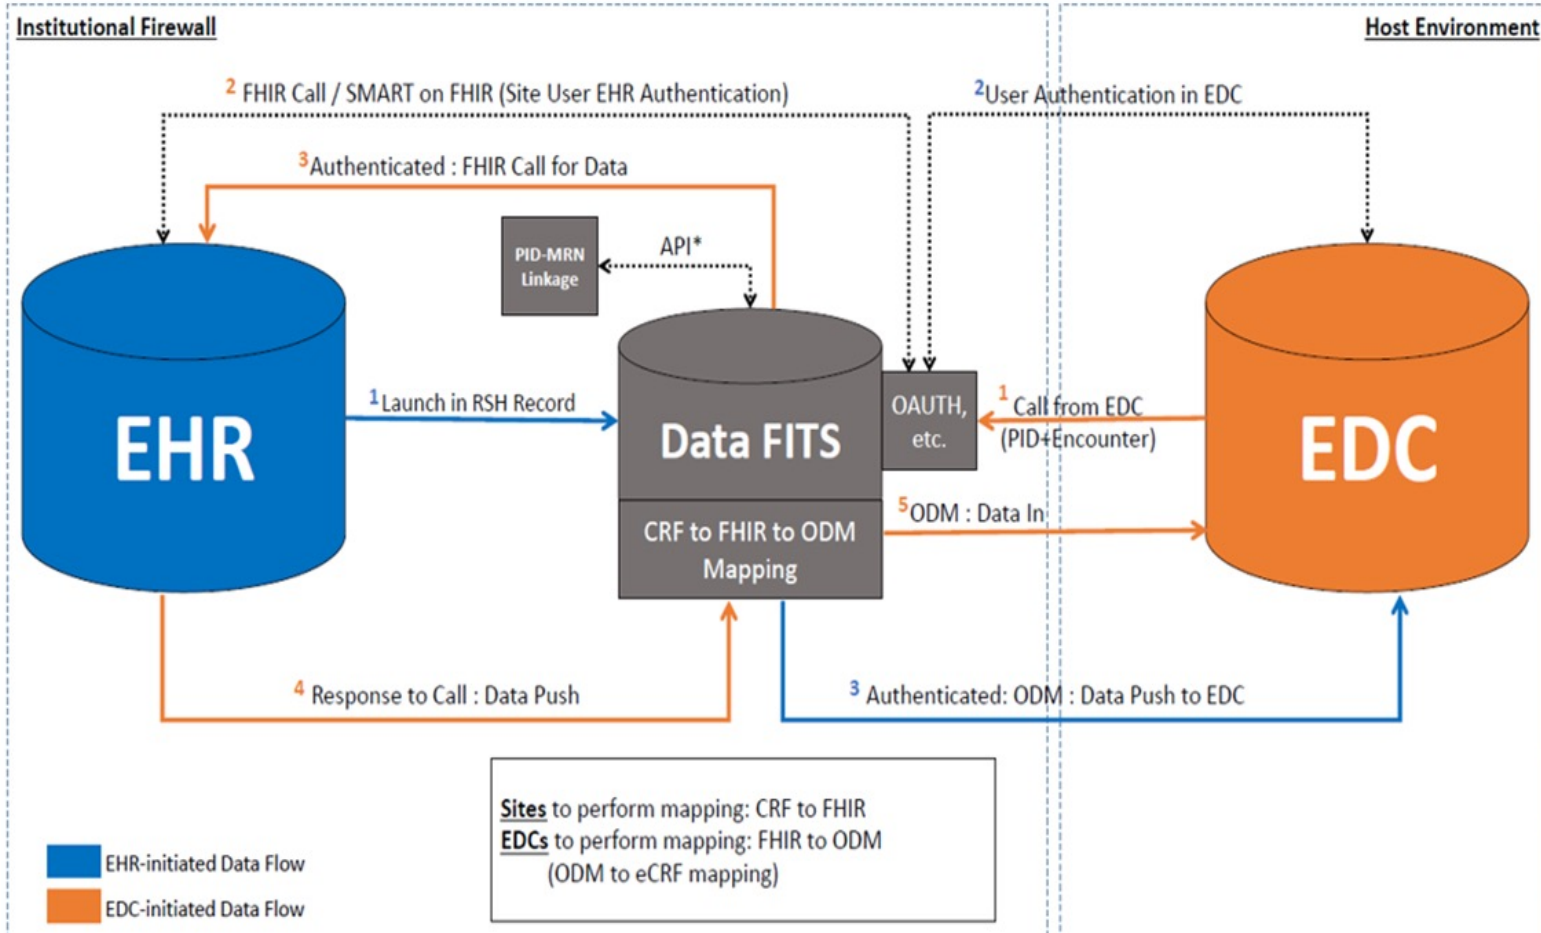 Institutional Firewall
Host Environment
2 FHIR Call / SMART on FHIR (Site User EHR Authentication)
2User Authentication in EDC
3Authenticated : FHIR Call for Data
PID-MRN
Linkage
API*
EHR
1Launch in RSH Record
Data FITS
OAUTH,
etc.
1 Call from EDC
(PID+Encounter)
EDC
CRF to FHIR to ODM
Mapping
5ODM : Data In
4 Response to Call : Data Push
3 Authenticated: ODM : Data Push to EDC
Sites to perform mapping: CRF to FHIR
EDCs to perform mapping: FHIR to ODM
(ODM to eCRF mapping)
EHR-initiated Data Flow
EDC-initiated Data Flow